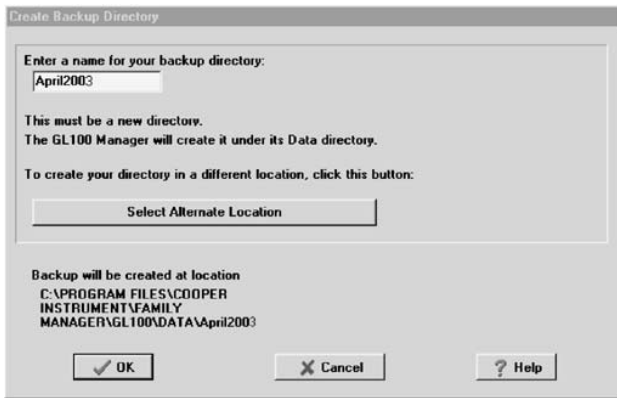 Create Backup Directory
Enter a name for your backup directory:
April2003
This must be a new directory.
The GL100 Manager will create it under its Data directory.
To create your directory in a different location, click this button:
Select Alternate Location
Backup will be created at location
C:\PROGRAM FILES\COOPER
INSTRUMENT\FAMILY
MANAGER\GL100\DATA\April2003
OK
Cancel
? Help